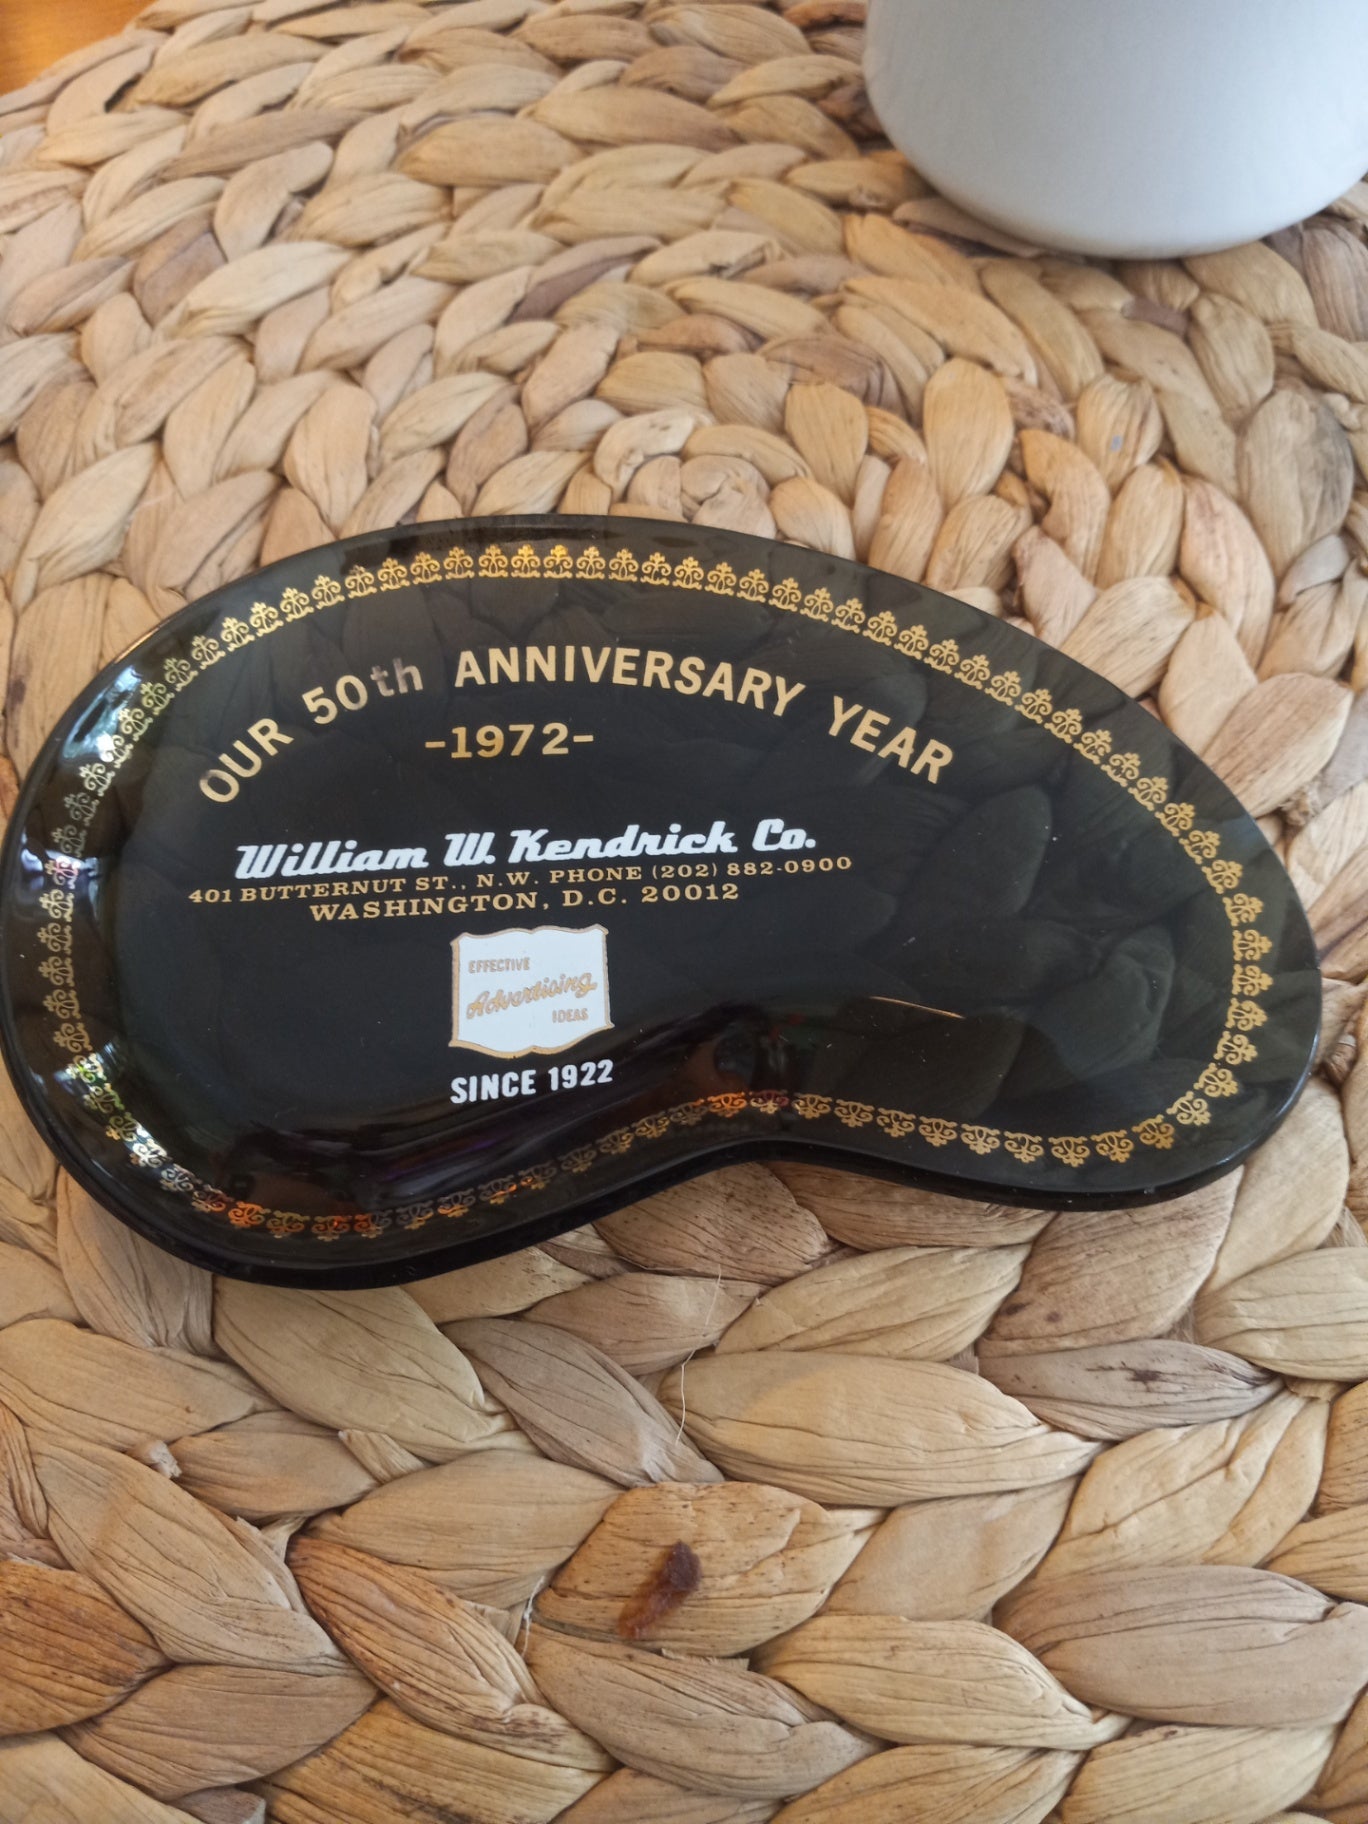 OUR 50th ANNIVERSARY YEAR
-1972-
William W. Kendrick Co.
401 BUTTERNUT ST., N.W. PHONE (202) 882-0900
WASHINGTON, D.C. 20012
EFFECTIVE
Advertising
IDEAS
SINCE 1922